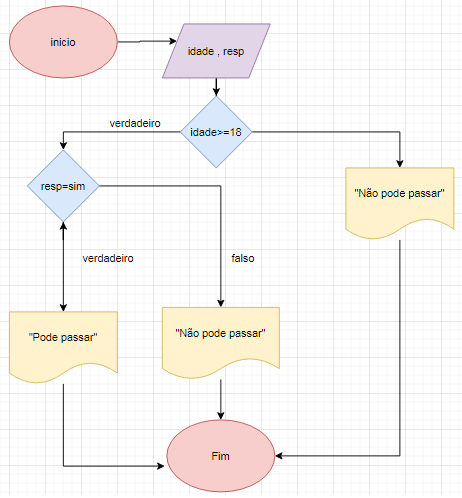 inicio
idade , resp
verdadeiro
idade>=18
resp=sim
"Não pode passar"
verdadeiro
falso
"Pode passar"
"Não pode passar"
Fim